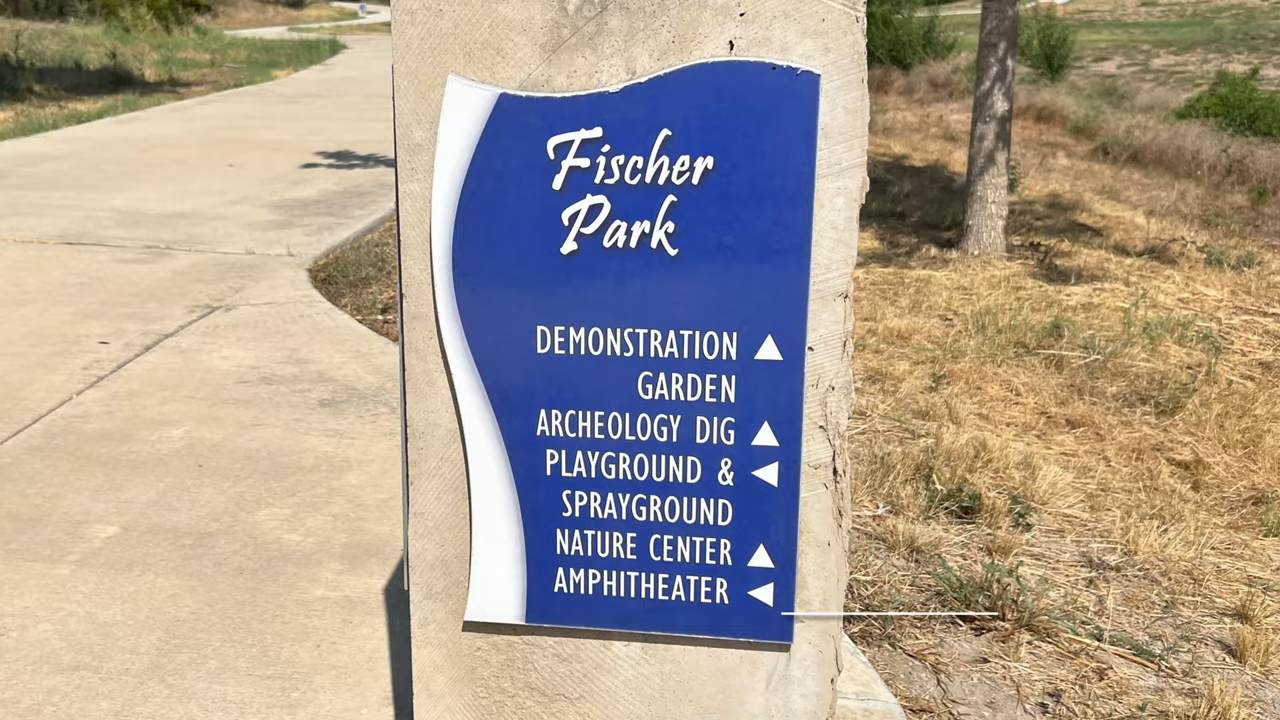 Fischer
Park
DEMONSTRATION
GARDEN
ARCHEOLOGY DIG
PLAYGROUND &
SPRAYGROUND
NATURE CENTER
AMPHITHEATER